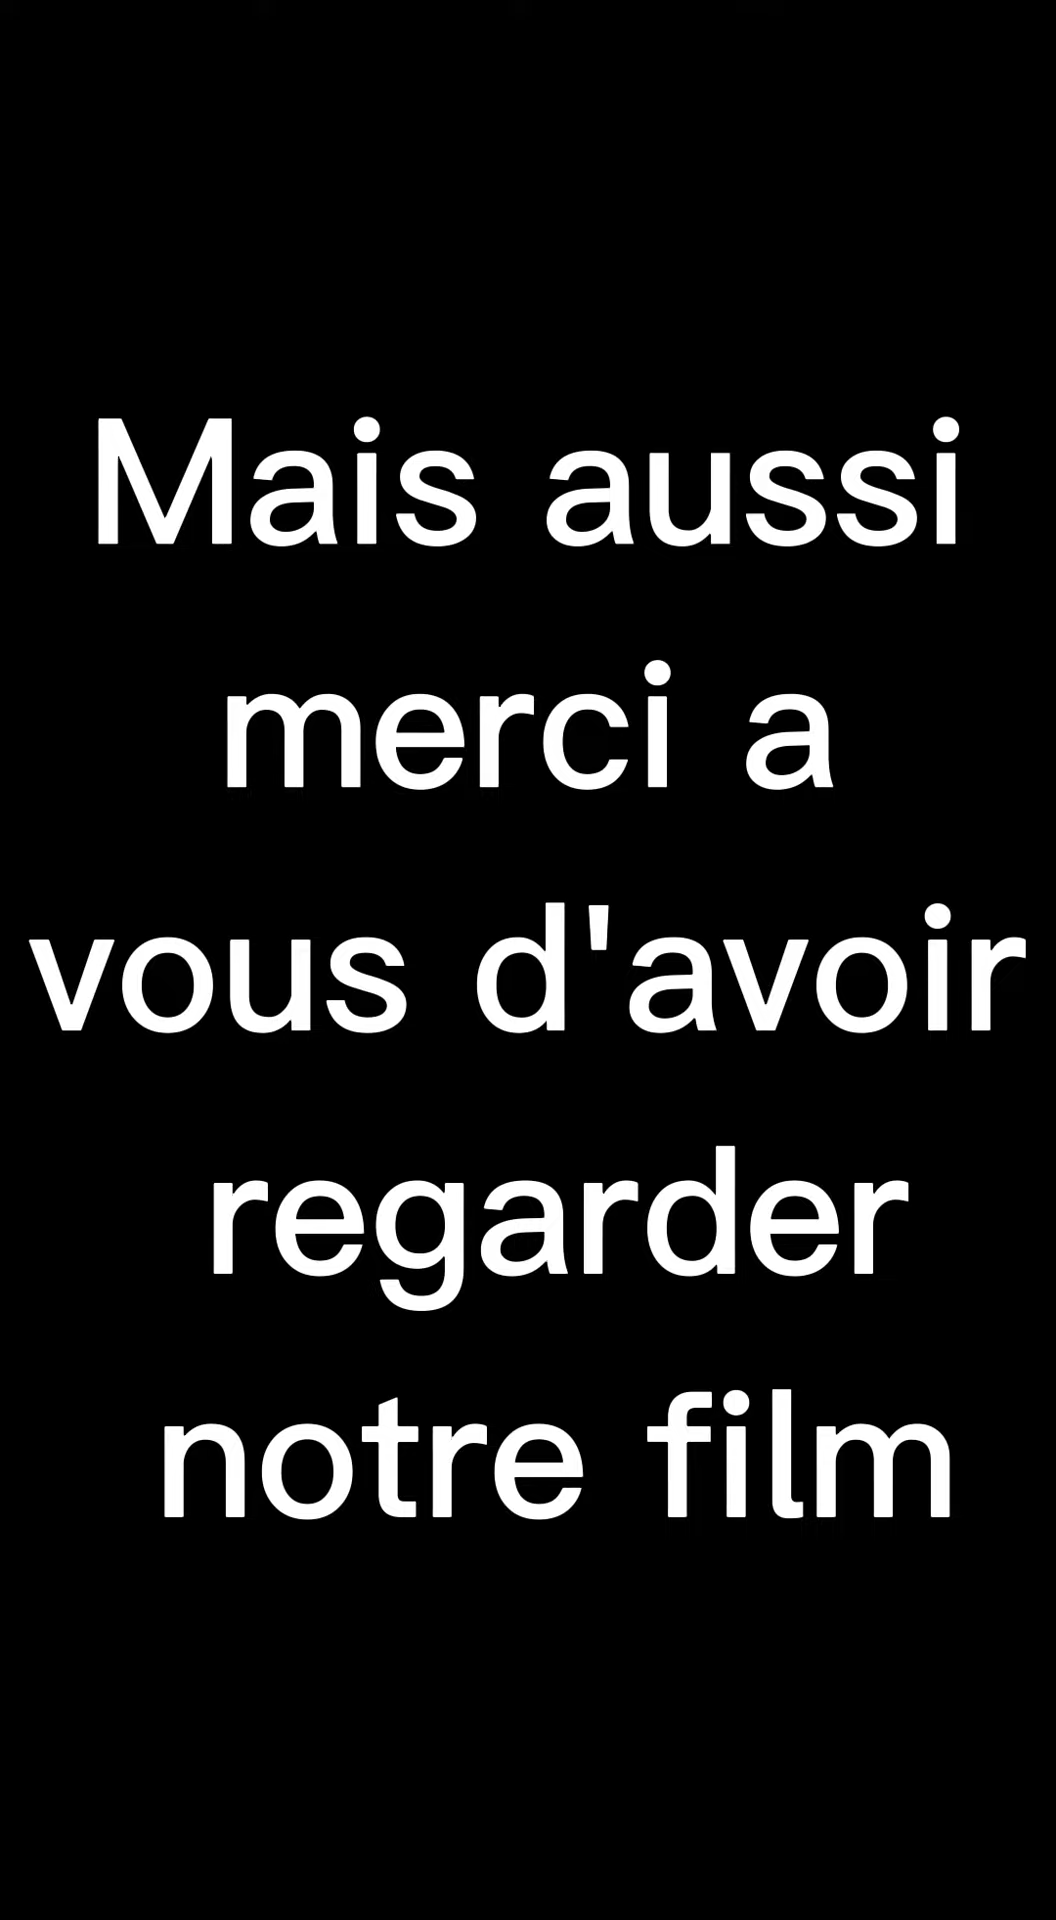 Mais aussi
merci a
vous d'avoir
regarder
notre film